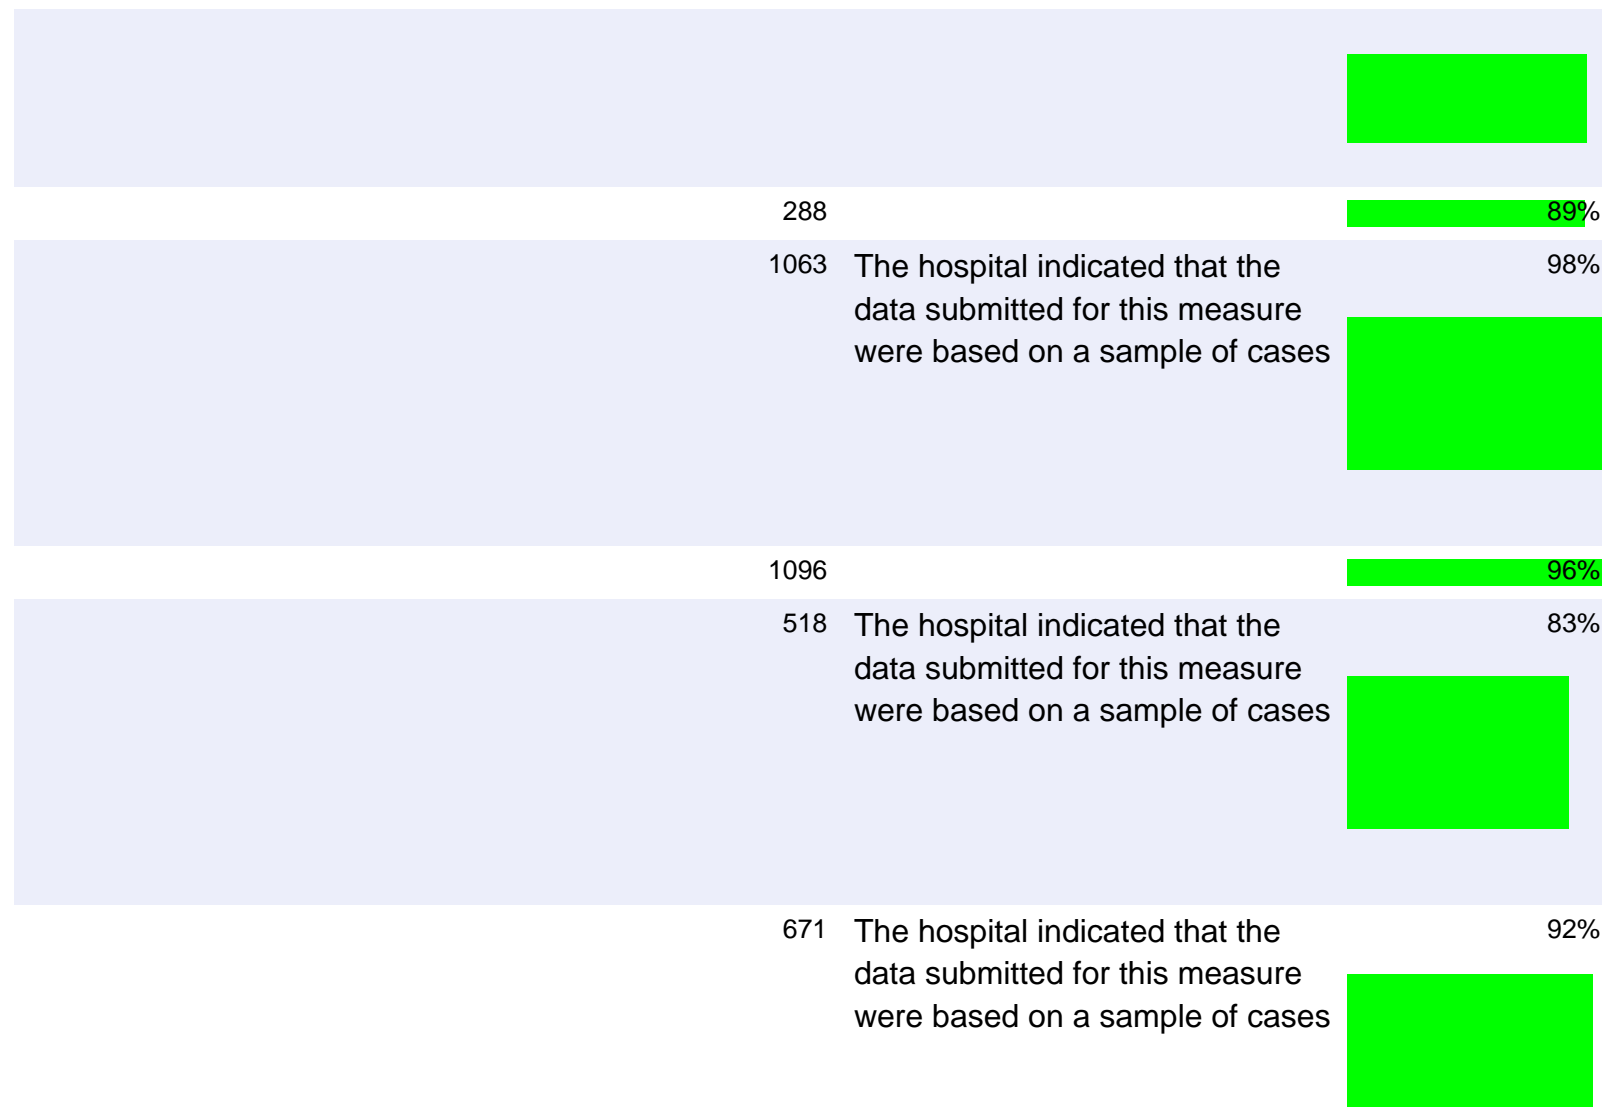 288 89%
1063 The hospital indicated that the 98%
data submitted for this measure
were based on a sample of cases
1096 96%
518 The hospital indicated that the 83%
data submitted for this measure
were based on a sample of cases
671 The hospital indicated that the 92%
data submitted for this measure
were based on a sample of cases